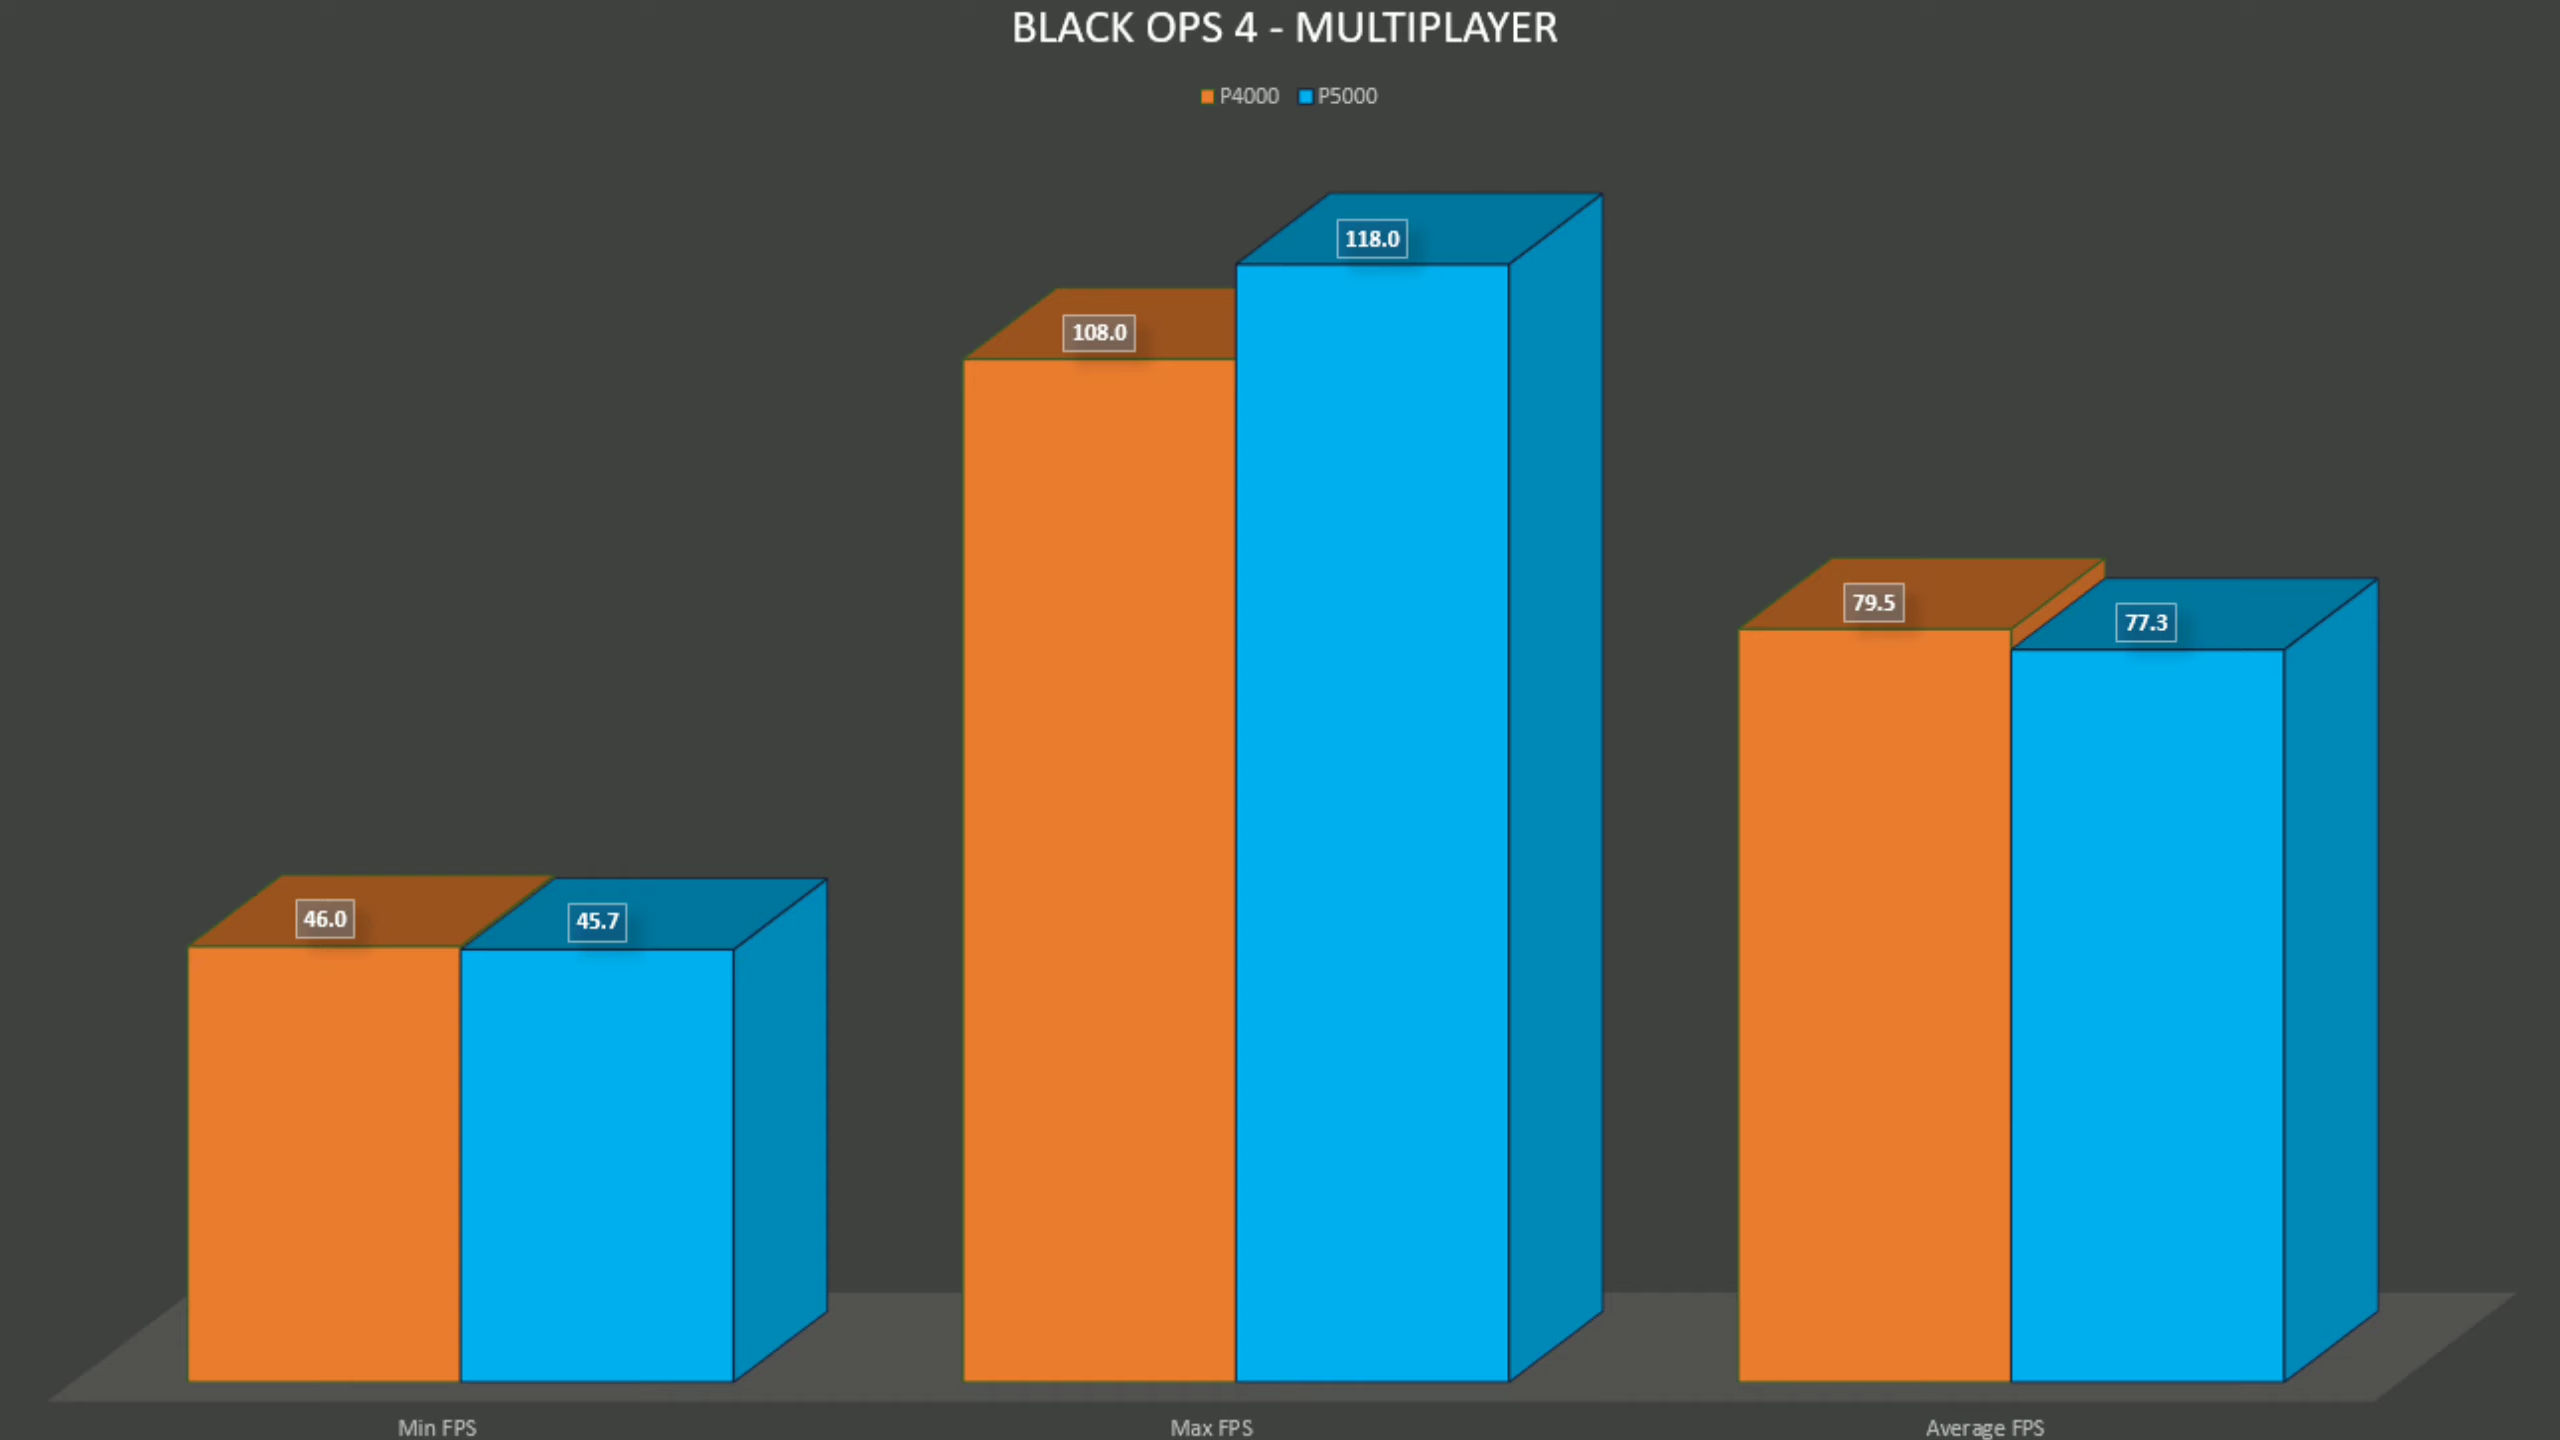 BLACK OPS 4 - MULTIPLAYER
P4000 P5000
118.0
108.0
79.5
77.3
46.0
45.7
Min FPS Max FPS Average FPS